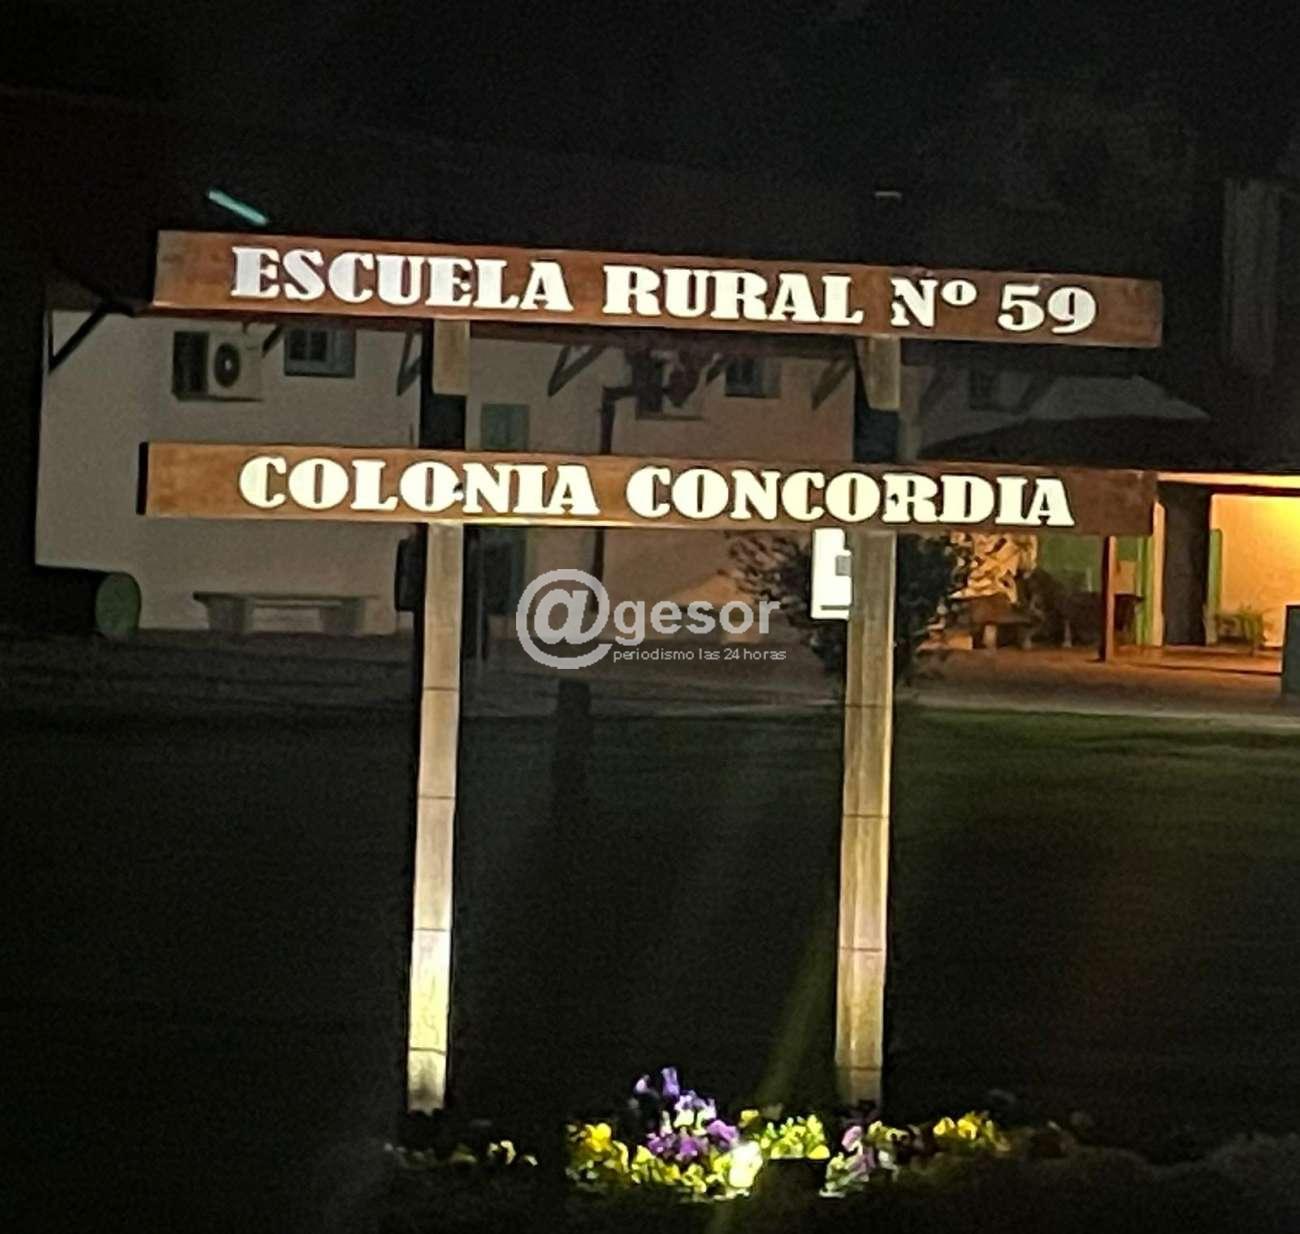 ESCUELA RURAL Nº 59
COLONIA CONCORDIA
@gesor
periodismo las 24 horas